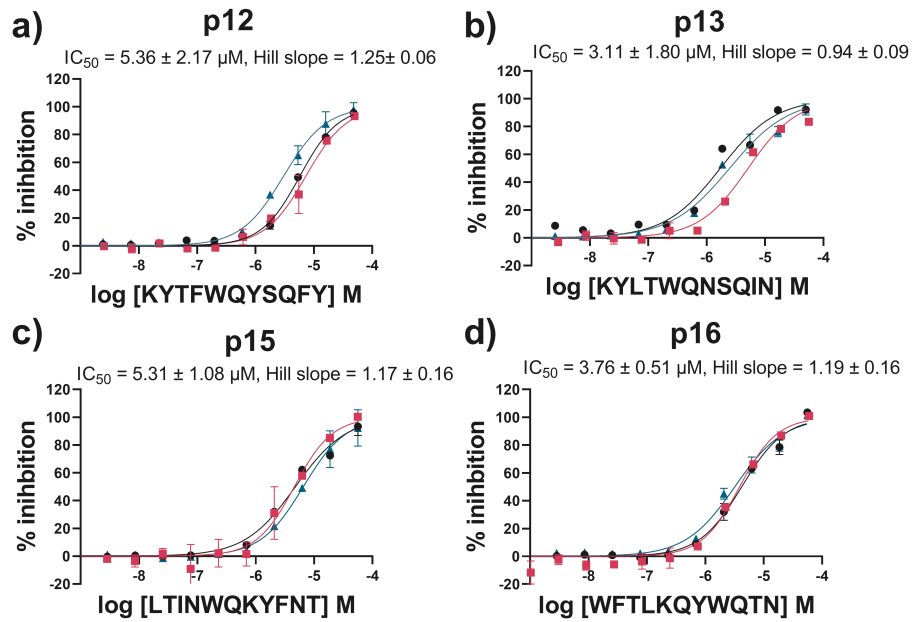 a)
p12
IC50 = 5.36 ± 2.17 µM, Hill slope = 1.25± 0.06
% inihbition
120
100
80
60
40
20
0
-20
-8
-7
-6
-5
-4
log [KYTFWQYSQFY] M
b)
p13
IC50 = 3.11 ± 1.80 µM, Hill slope = 0.94 ± 0.09
% inihbition
120
100
80
60
40
20
0
-20
-8
-7
-6
-5
-4
log [KYLTWQNSQIN] M
c)
p15
IC50 = 5.31 ± 1.08 µM, Hill slope = 1.17 ± 0.16
% inihbition
120
100
80
60
40
20
0
-20
-8
-7
-6
-5
-4
log [LTINWQKYFNT] M
d)
p16
IC50 = 3.76 ± 0.51 µM, Hill slope = 1.19 ± 0.16
% inihbition
120
100
80
60
40
20
0
-20
-8
-7
-6
-5
-4
log [WFTLKQYWQTN] M